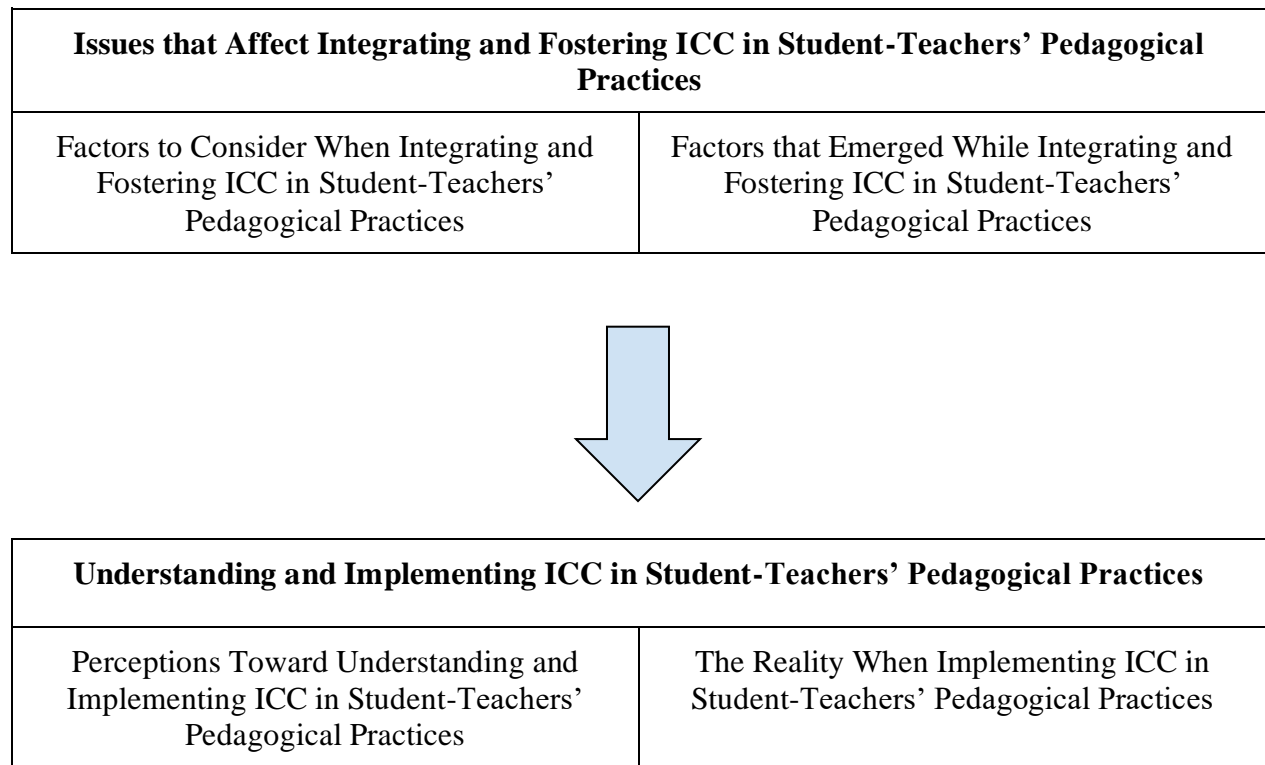 Issues that Affect Integrating and Fostering ICC in Student-Teachers’ Pedagogical
Practices
Factors to Consider When Integrating and
Fostering ICC in Student-Teachers’
Pedagogical Practices
Factors that Emerged While Integrating and
Fostering ICC in Student-Teachers’
Pedagogical Practices
Understanding and Implementing ICC in Student-Teachers’ Pedagogical Practices
Perceptions Toward Understanding and
Implementing ICC in Student-Teachers’
Pedagogical Practices
The Reality When Implementing ICC in
Student-Teachers’ Pedagogical Practices